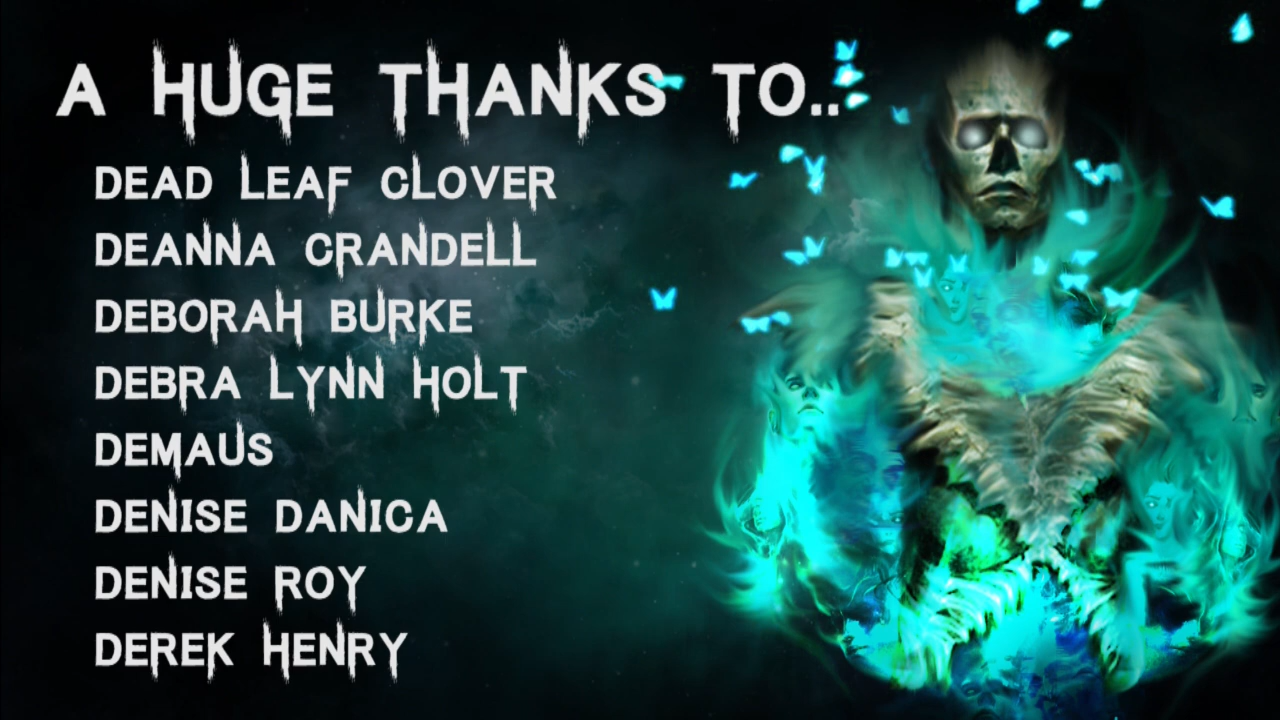 A HUGE THANKS TO..
DEAD LEAF CLOVER
DEANNA CRANDELL
DEBORAH BURKE
DEBRA LYNN HOLT
DEMAUS
DENISE DANICA
DENISE ROY
DEREK HENRY